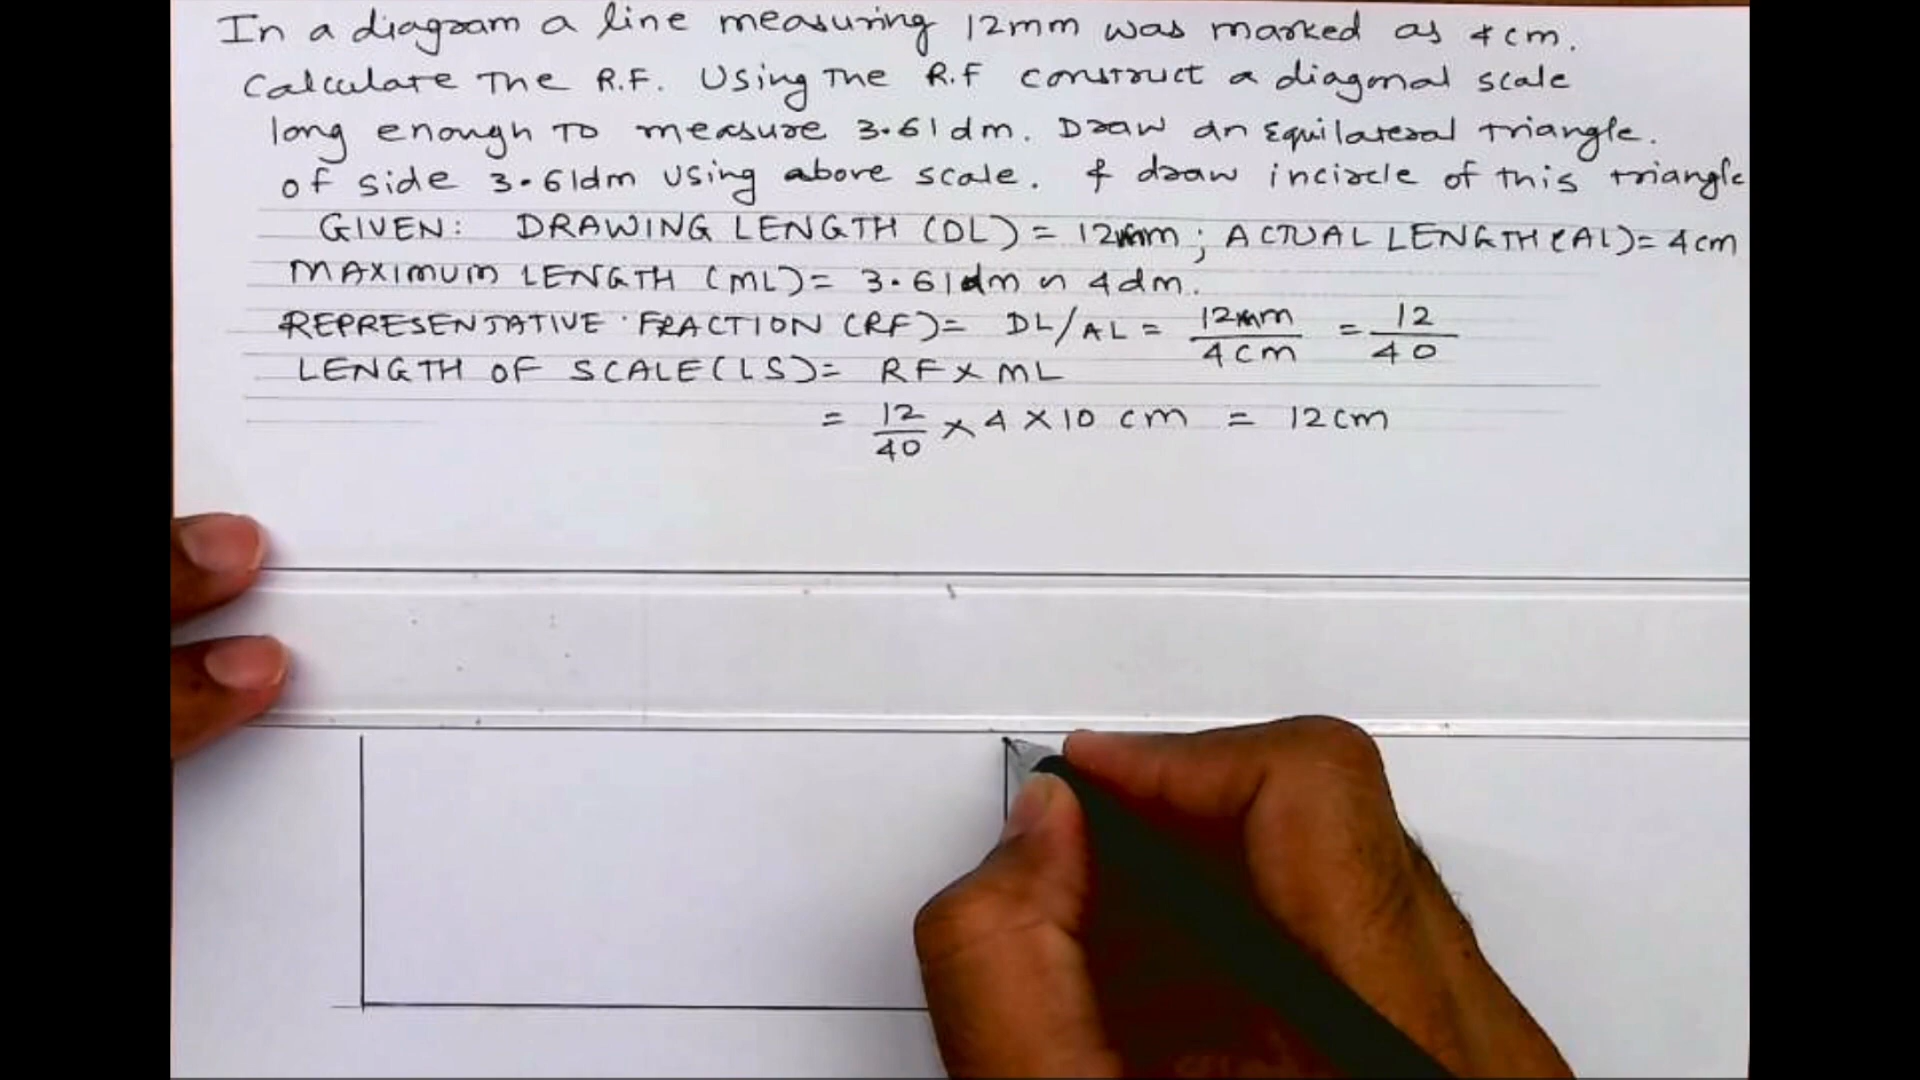 In a diagram a line measuring 12mm was marked as 4cm.
Calculate The R.F. Using The R.F construct a diagonal scale
long enough to measure 3.61dm. Draw an Equilateral triangle.
of side 3.61dm using above scale. & draw incircle of this triangle
GIVEN: DRAWING LENGTH (DL) = 12mm; ACTUAL LENGTH (AL) = 4cm
MAXIMUM LENGTH (ML) = 3.61dm ~ 4dm.
REPRESENTATIVE FRACTION (RF) = DL/AL = 12mm/4cm = 12/40
LENGTH OF SCALE (LS) = RF x ML
= 12/40 x 4 x 10 cm = 12cm